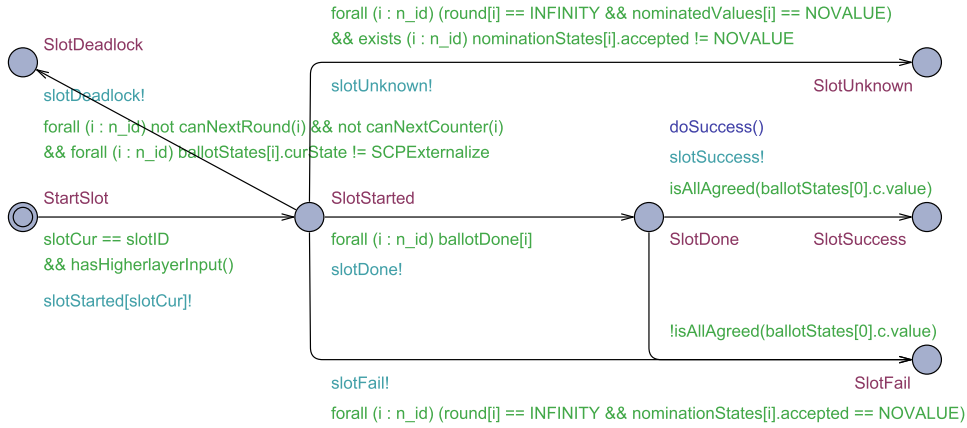 forall (i : n_id) (round[i] == INFINITY && nominatedValues[i] == NOVALUE)
&& exists (i : n_id) nominationStates[i].accepted != NOVALUE
SlotDeadlock
slotDeadlock!
slotUnknown!
SlotUnknown
forall (i : n_id) not canNextRound(i) && not canNextCounter(i)
&& forall (i : n_id) ballotStates[i].curState != SCPExternalize
doSuccess()
slotSuccess!
isAllAgreed(ballotStates[0].c.value)
StartSlot
SlotStarted
slotCur == slotID
&& hasHigherlayerInput()
slotStarted[slotCur]!
forall (i : n_id) ballotDone[i]
slotDone!
SlotDone
SlotSuccess
!isAllAgreed(ballotStates[0].c.value)
slotFail!
SlotFail
forall (i : n_id) (round[i] == INFINITY && nominationStates[i].accepted == NOVALUE)